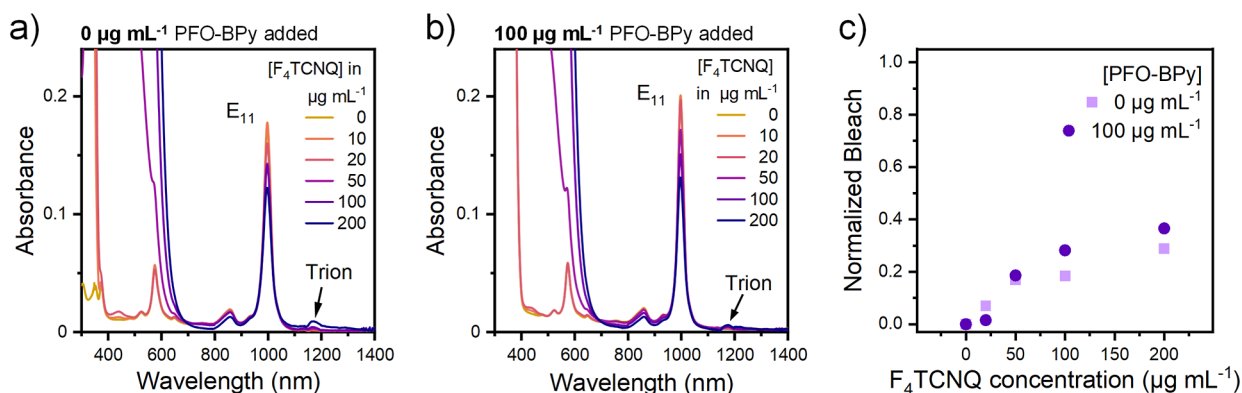 a)
0 µg mL-1 PFO-BPy added
[F4TCNQ] in
µg mL-1
0
10
20
50
100
200
E11
Trion
Absorbance
0.2
0.1
0
400 600 800 1000 1200 1400
Wavelength (nm)
b)
100 µg mL-1 PFO-BPy added
[F4TCNQ]
in µg mL-1
0
10
20
50
100
200
E11
Trion
Absorbance
0.2
0.1
0
400 600 800 1000 1200 1400
Wavelength (nm)
c)
[PFO-BPy]
0 µg mL-1
100 µg mL-1
Normalized Bleach
1.0
0.8
0.6
0.4
0.2
0.0
0 50 100 150 200
F4TCNQ concentration (µg mL-1)